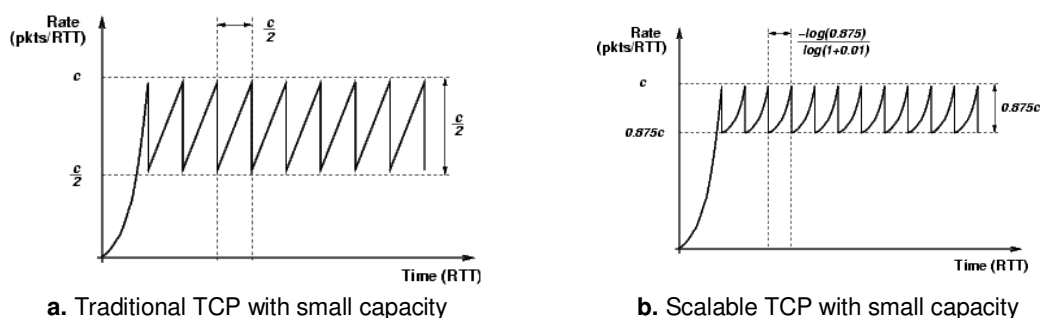 Rate
(pkts/RTT)
c
c/2
c/2
c/2
Time (RTT)
a. Traditional TCP with small capacity
Rate
(pkts/RTT)
c
0.875c
−log(0.875)
log(1+0.01)
0.875c
Time (RTT)
b. Scalable TCP with small capacity